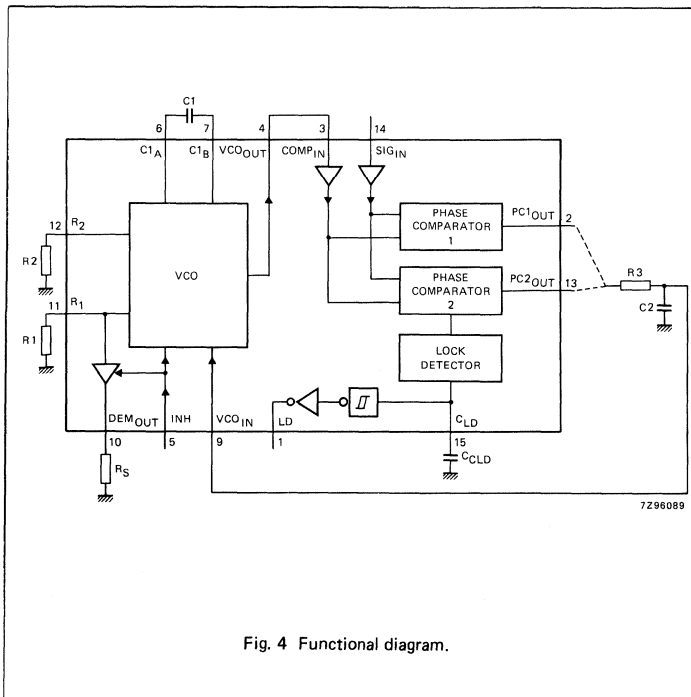 C1
6 7 4 3 14
C1A C1B VCOOUT COMPIN SIGIN
12 R2
R2
11 R1
R1
VCO
PHASE
COMPARATOR
1
PC1OUT 2
PHASE
COMPARATOR
2
PC2OUT 13
R3
C2
LOCK
DETECTOR
DEMOUT INH VCOIN LD CLD
10 5 9 1 15
RS
CCLD
7Z96089
Fig. 4 Functional diagram.